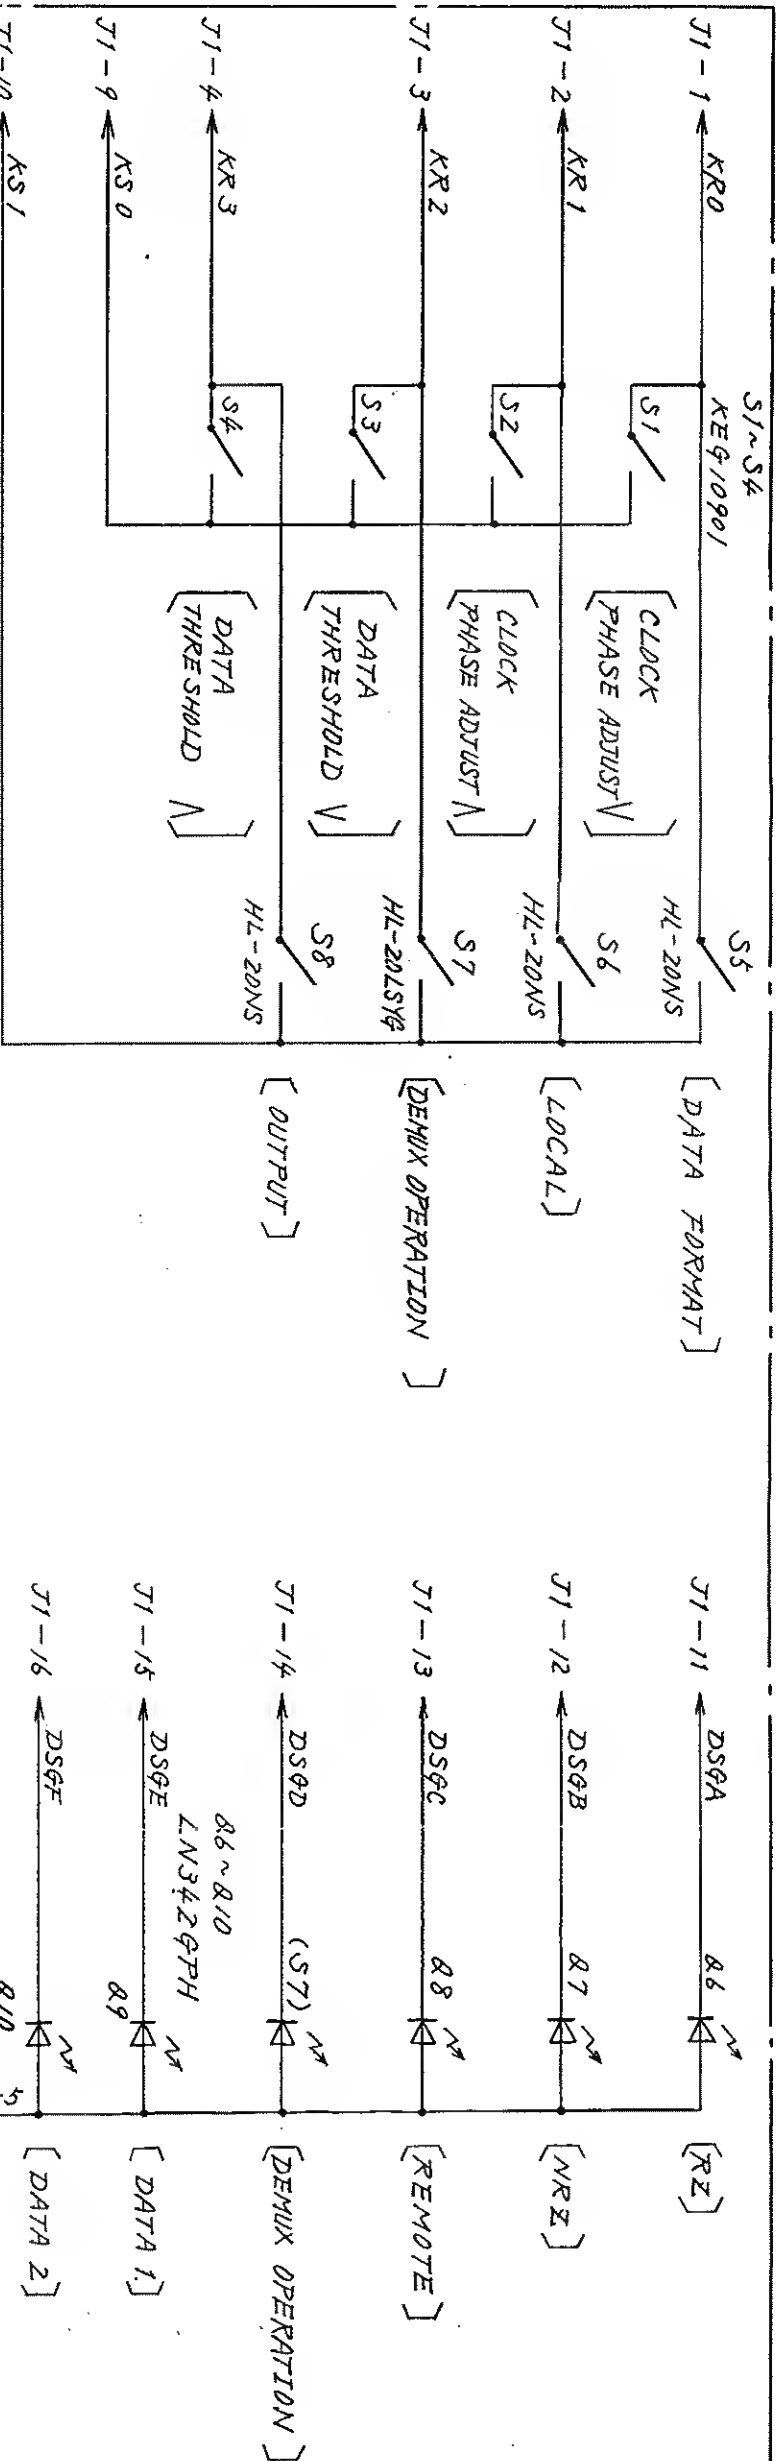 S1~S4
KEG10901
J1-1
KR0
S1
[CLOCK
PHASE ADJUST ∨]
S5
HL-20NS
[DATA FORMAT]
J1-2
KR1
S2
[CLOCK
PHASE ADJUST ∧]
S6
HL-20NS
[LOCAL]
J1-3
KR2
S3
[DATA
THRESHOLD ∨]
S7
HL-20LSYG
[DEMUX OPERATION]
J1-4
KR3
S4
[DATA
THRESHOLD ∧]
S8
HL-20NS
[OUTPUT]
J1-9
KS0
J1-10
KS1
J1-11
DSGA
Q6
[RZ]
J1-12
DSGB
Q7
[NRZ]
J1-13
DSGC
Q8
[REMOTE]
J1-14
DSGD
(S7)
[DEMUX OPERATION]
Q6~Q10
LN342GPH
J1-15
DSGE
Q9
[DATA 1]
J1-16
DSGF
Q10
[DATA 2]